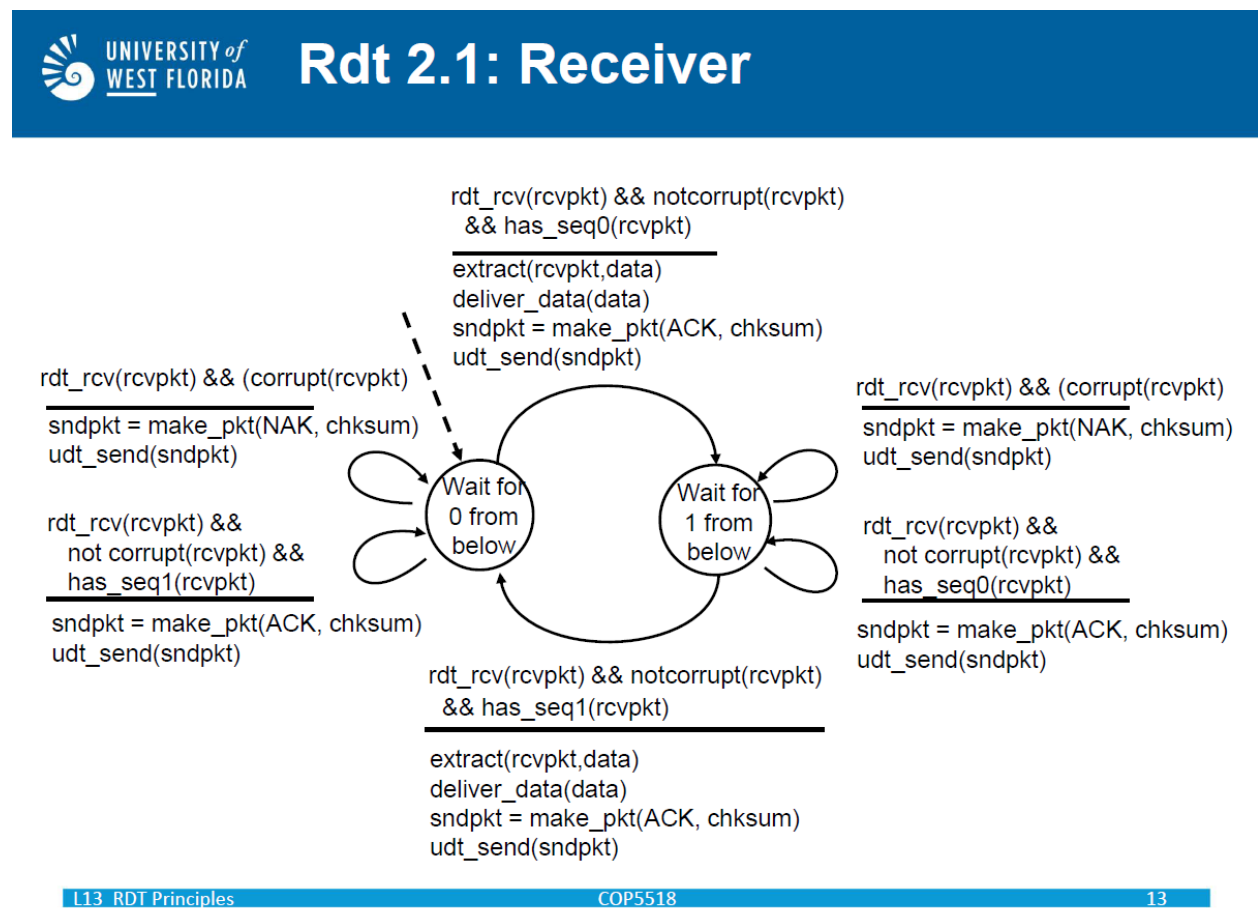 UNIVERSITY of
WEST FLORIDA
Rdt 2.1: Receiver
rdt_rcv(rcvpkt) && notcorrupt(rcvpkt)
&& has_seq0(rcvpkt)
extract(rcvpkt,data)
deliver_data(data)
sndpkt = make_pkt(ACK, chksum)
udt_send(sndpkt)
rdt_rcv(rcvpkt) && (corrupt(rcvpkt)
sndpkt = make_pkt(NAK, chksum)
udt_send(sndpkt)
rdt_rcv(rcvpkt) &&
not corrupt(rcvpkt) &&
has_seq1(rcvpkt)
sndpkt = make_pkt(ACK, chksum)
udt_send(sndpkt)
Wait for
0 from
below
Wait for
1 from
below
rdt_rcv(rcvpkt) && (corrupt(rcvpkt)
sndpkt = make_pkt(NAK, chksum)
udt_send(sndpkt)
rdt_rcv(rcvpkt) &&
not corrupt(rcvpkt) &&
has_seq0(rcvpkt)
sndpkt = make_pkt(ACK, chksum)
udt_send(sndpkt)
rdt_rcv(rcvpkt) && notcorrupt(rcvpkt)
&& has_seq1(rcvpkt)
extract(rcvpkt,data)
deliver_data(data)
sndpkt = make_pkt(ACK, chksum)
udt_send(sndpkt)
L13 RDT Principles
COP5518
13